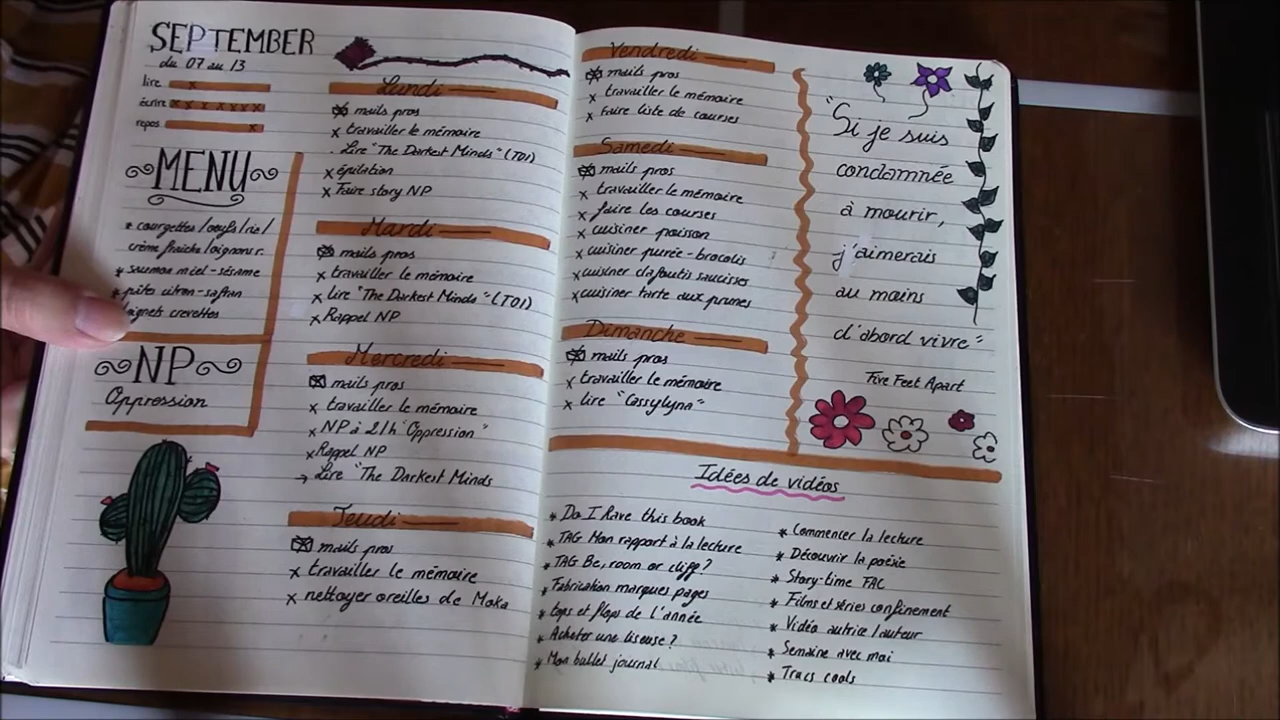 SEPTEMBER
du 07 au 13
lire x
écrire x x x x x x x
repos x
MENU
* courgettes/oeufs/riz/
crème fraîche/oignons r.
* saumon miel-sésame
* pâtes citron-safran
crevettes
NP
Oppression
Lundi
x mails pros
x travailler le mémoire
. Lire "The Darkest Minds" (T01)
x épilation
x Faire story NP
Mardi
x mails pros
x travailler le mémoire
x lire "The Darkest Minds" (T01)
x Rappel NP
Mercredi
x mails pros
x travailler le mémoire
x NP à 21h "Oppression"
x Rappel NP
→ Lire "The Darkest Minds
Jeudi
x mails pros
x travailler le mémoire
x nettoyer oreilles de Moka
Vendredi
x mails pros
x travailler le mémoire
x faire liste de courses
Samedi
x mails pros
x travailler le mémoire
x faire les courses
x cuisiner poisson
x cuisiner purée-brocolis
x cuisiner clafoutis saucisses
x cuisiner tarte aux prunes
Dimanche
x mails pros
x travailler le mémoire
x lire "Cassylynn"
"Si je suis
condamnée
à mourir,
j'aimerais
au moins
d'abord vivre"
Five Feet Apart
Idées de vidéos
* Do I have this book
* TAG Mon rapport à la lecture
* TAG Be, room or cliff?
* Fabrication marques pages
* tops et flops de l'année
* Acheter une liseuse?
* Mon bullet journal
* Commencer la lecture
* Découvrir la poésie
* Story-time FAC
* Films et séries confinement
* Vidéo autrice/auteur
* Semaine avec moi
* Trucs cools